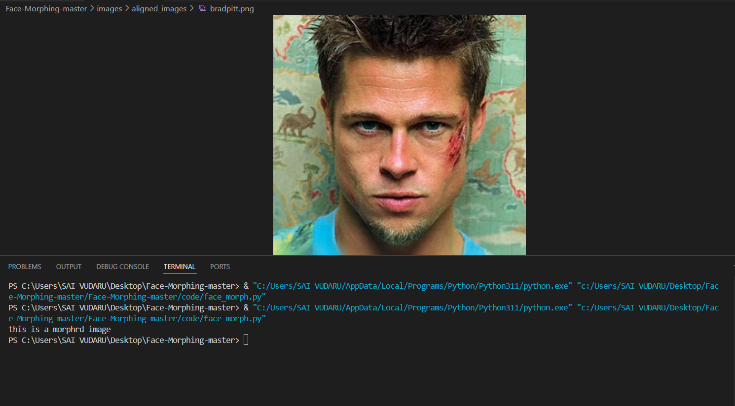 Face-Morphing-master > images > aligned_images > bradpitt.png
PROBLEMS OUTPUT DEBUG CONSOLE TERMINAL PORTS
PS C:\Users\SAI VUDARU\Desktop\Face-Morphing-master> & "C:/Users/SAI VUDARU/AppData/Local/Programs/Python/Python311/python.exe" "c:/Users/SAI VUDARU/Desktop/Fac
e-Morphing-master/Face-Morphing-master/code/face_morph.py"
PS C:\Users\SAI VUDARU\Desktop\Face-Morphing-master> & "C:/Users/SAI VUDARU/AppData/Local/Programs/Python/Python311/python.exe" "c:/Users/SAI VUDARU/Desktop/Fac
e-Morphing-master/Face-Morphing-master/code/face_morph.py"
this is a morphrd image
PS C:\Users\SAI VUDARU\Desktop\Face-Morphing-master>